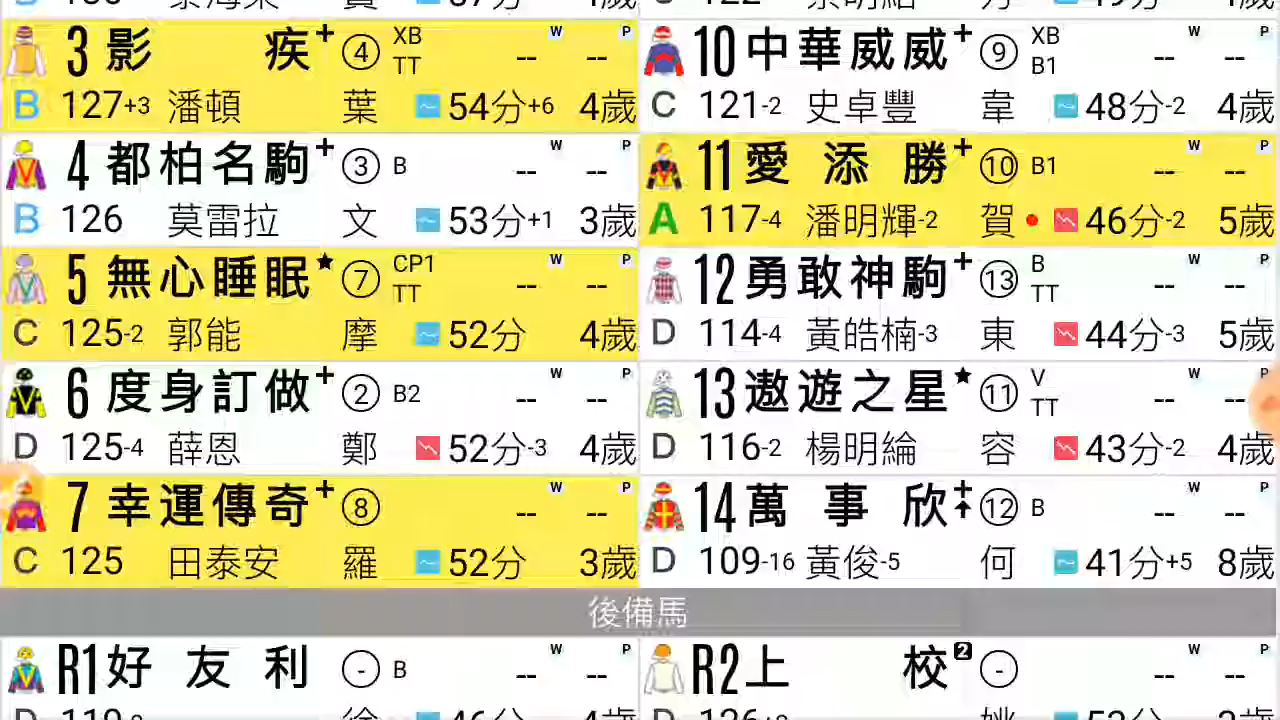 3 影疾+ ④ XB TT W -- P --
B 127+3 潘頓 葉 54分+6 4歲
4 都柏名駒+ ③ B W -- P --
B 126 莫雷拉 文 53分+1 3歲
5 無心睡眠★ ⑦ CP1 TT W -- P --
C 125-2 郭能 摩 52分 4歲
6 度身訂做+ ② B2 W -- P --
D 125-4 薛恩 鄭 52分-3 4歲
7 幸運傳奇+ ⑧ W -- P --
C 125 田泰安 羅 52分 3歲
10 中華威威+ ⑨ XB B1 W -- P --
C 121-2 史卓豐 韋 48分-2 4歲
11 愛添勝+ ⑩ B1 W -- P --
A 117-4 潘明輝-2 賀 46分-2 5歲
12 勇敢神駒+ ⑬ B TT W -- P --
D 114-4 黃皓楠-3 東 44分-3 5歲
13 遨遊之星★ ⑪ V TT W -- P --
D 116-2 楊明綸 容 43分-2 4歲
14 萬事欣 ⑫ B W -- P --
D 109-16 黃俊-5 何 41分+5 8歲
後備馬
R1 好友利 - B W -- P --
R2 上校 2 - W -- P --